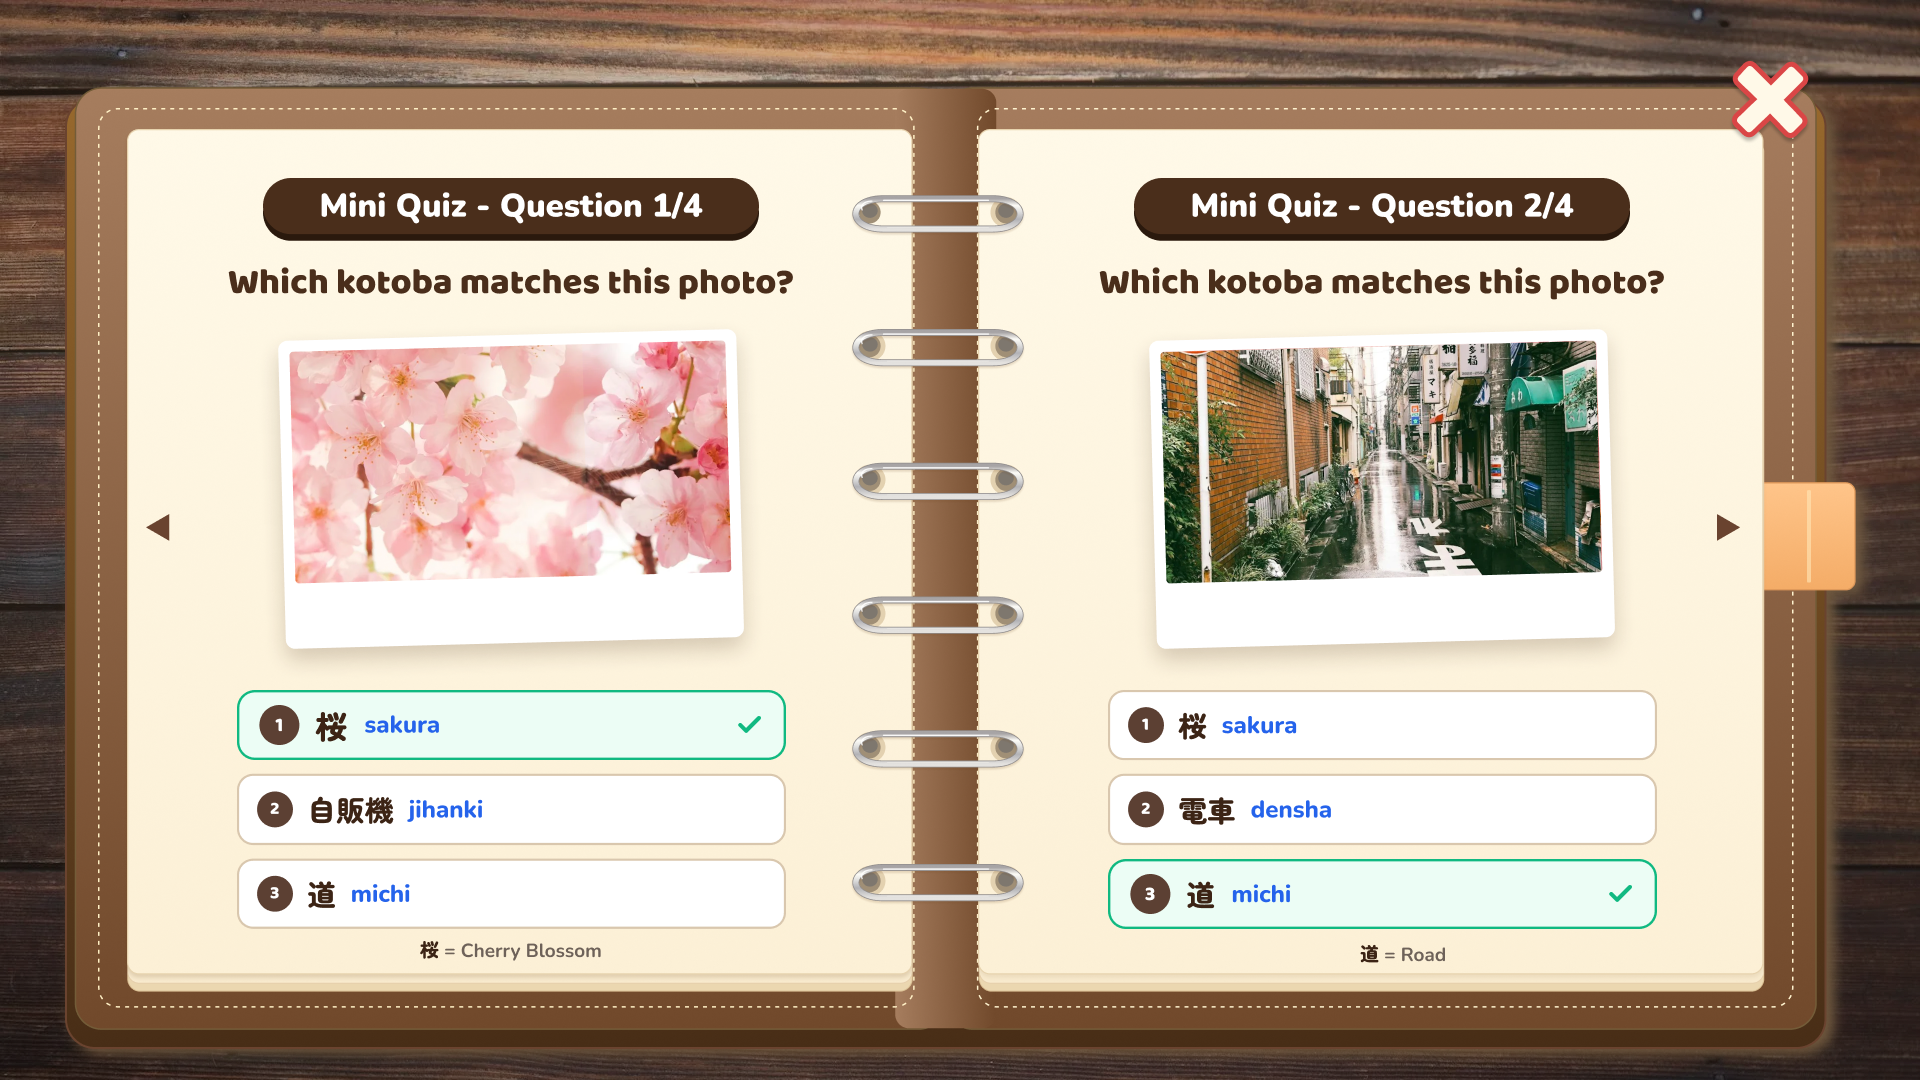 Mini Quiz - Question 1/4
Which kotoba matches this photo?
1 桜 sakura
2 自販機 jihanki
3 道 michi
桜 = Cherry Blossom
Mini Quiz - Question 2/4
Which kotoba matches this photo?
1 桜 sakura
2 電車 densha
3 道 michi
道 = Road